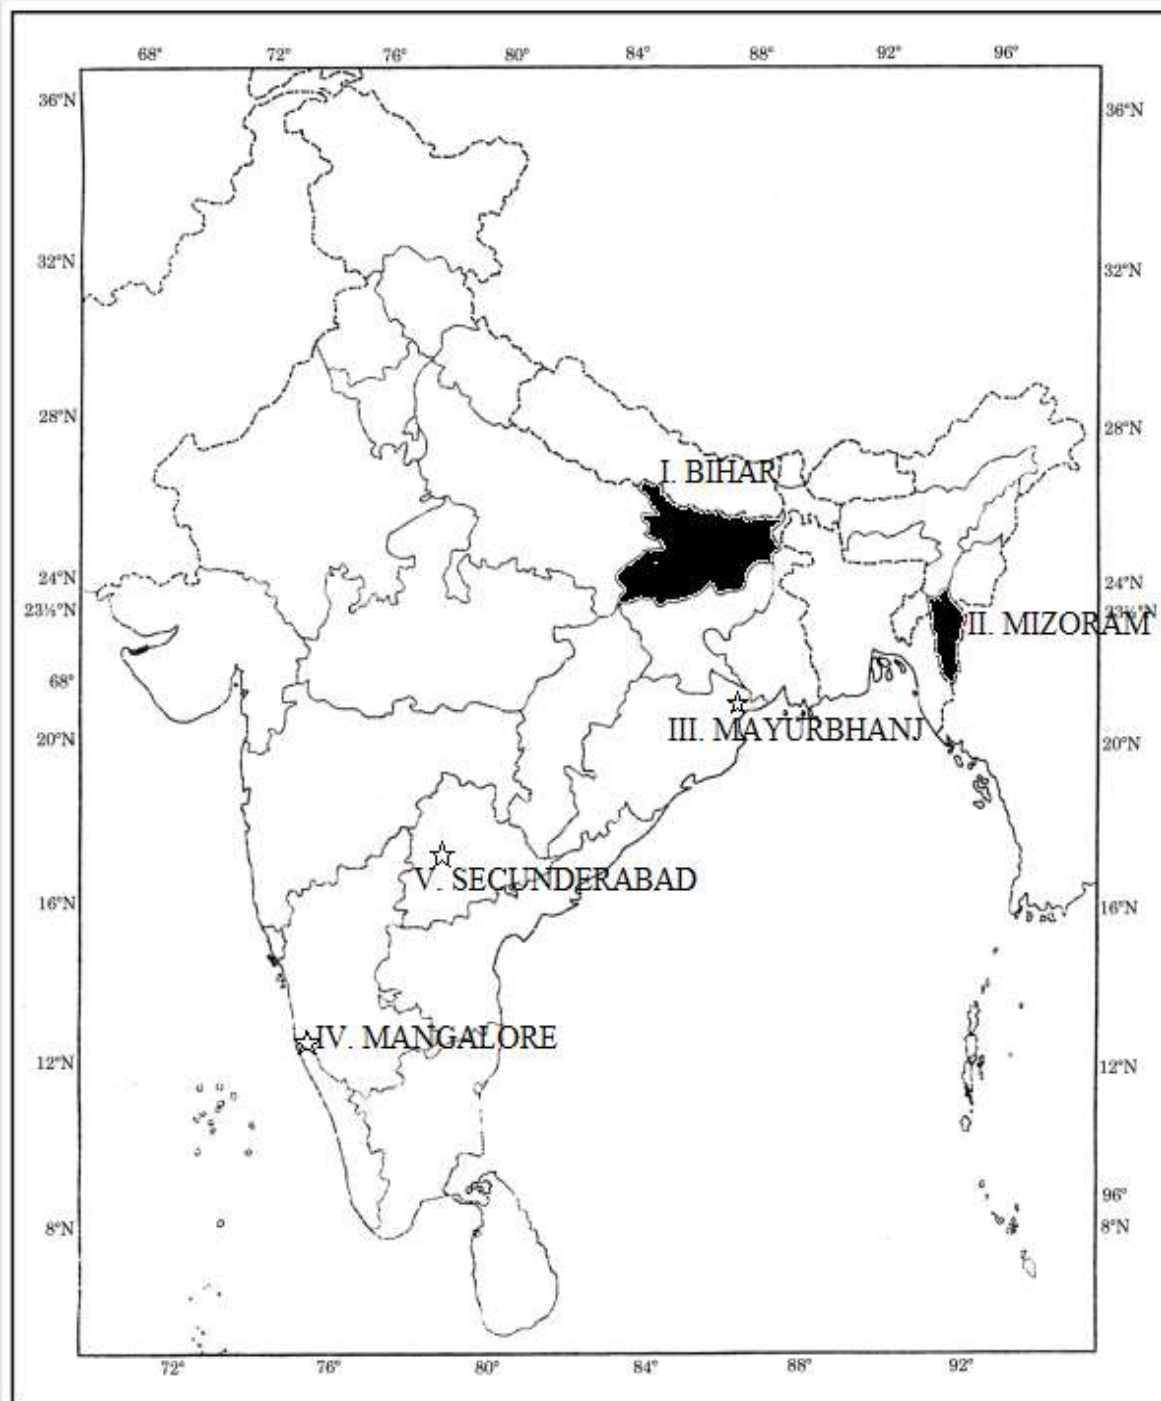 68° 72° 76° 80° 84° 88° 92° 96°
36°N 36°N
32°N 32°N
28°N 28°N
I. BIHAR
24°N 24°N
23½°N 23½°N
II. MIZORAM
68°
III. MAYURBHANJ
20°N 20°N
V. SECUNDERABAD
16°N 16°N
IV. MANGALORE
12°N 12°N
96°
8°N 8°N
72° 76° 80° 84° 88° 92°